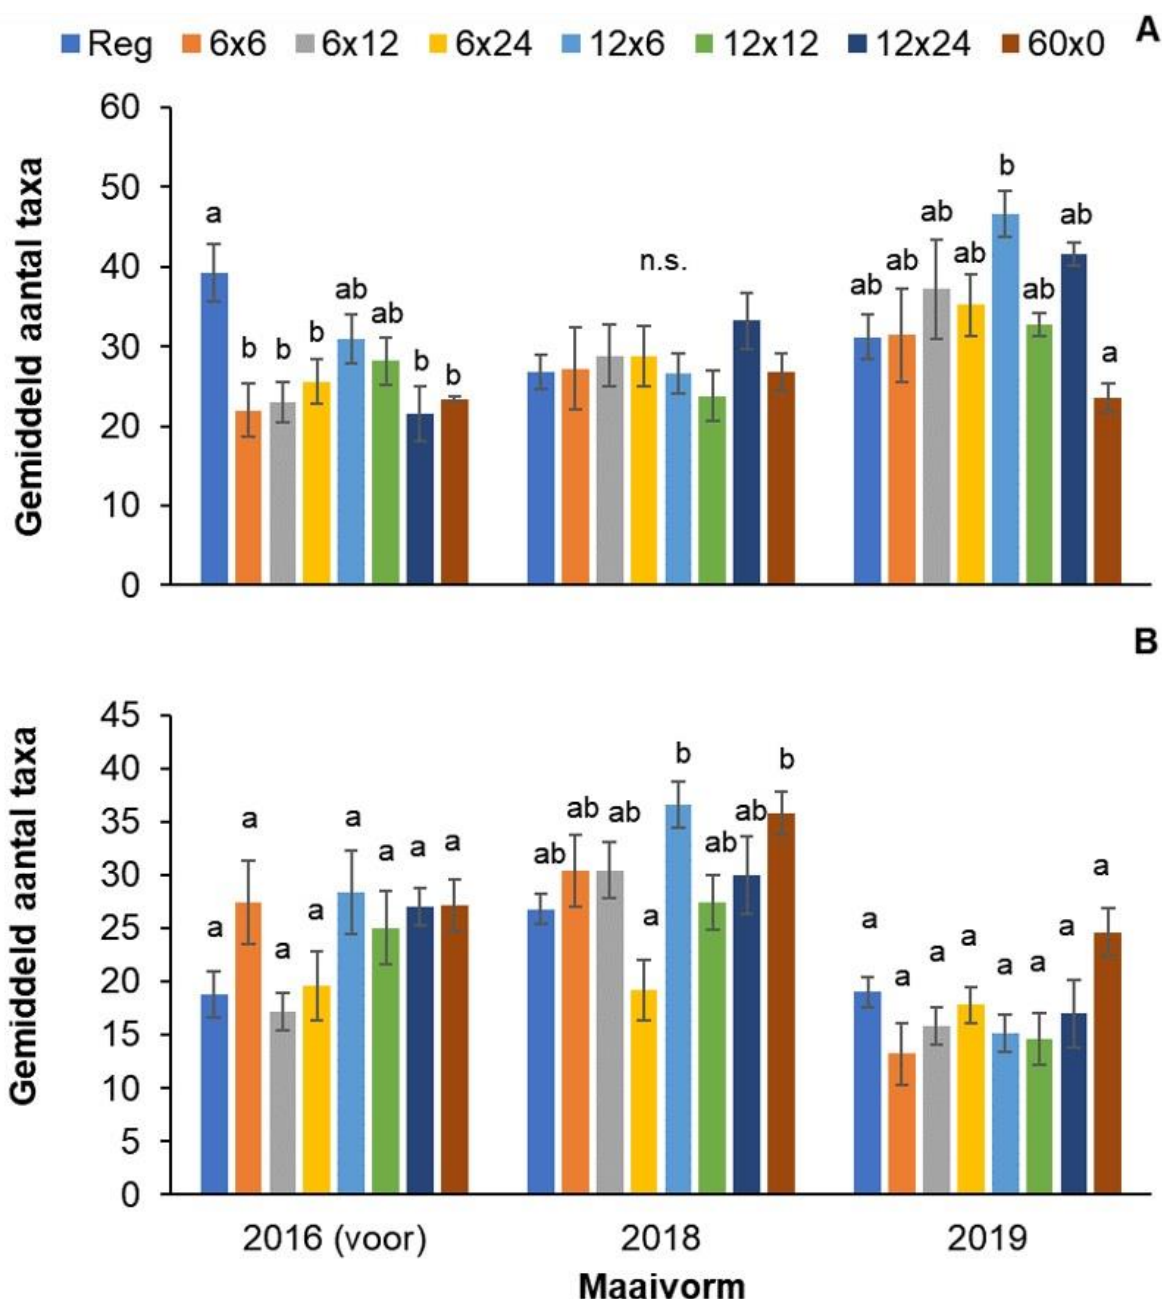 A
Reg 6x6 6x12 6x24 12x6 12x12 12x24 60x0
Gemiddeld aantal taxa
60
50
40
30
20
10
0
a b b b ab ab b b
n.s.
ab ab ab ab b ab ab a
B
Gemiddeld aantal taxa
45
40
35
30
25
20
15
10
5
0
a a a a a a a a
ab ab ab a b ab ab b
a a a a a a a a
2016 (voor) 2018 2019
Maaivorm